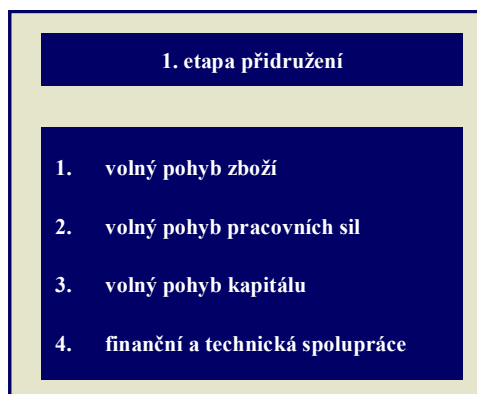 1. etapa přidružení
1. volný pohyb zboží
2. volný pohyb pracovních sil
3. volný pohyb kapitálu
4. finanční a technická spolupráce